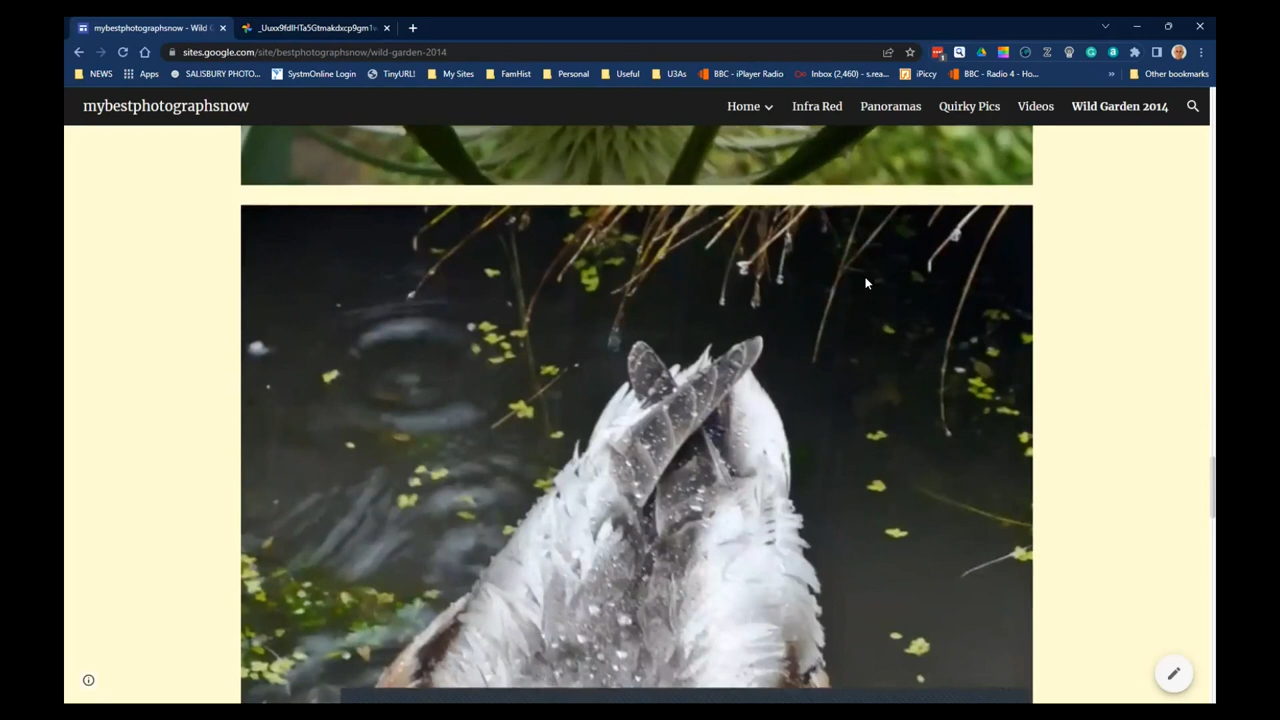 mybestphotographsnow - Wild G
_Uuxx9fdlHTa5Gtmakdxcp9gm1v
sites.google.com/site/bestphotographsnow/wild-garden-2014
NEWS Apps SALISBURY PHOTO... SystmOnline Login TinyURL! My Sites FamHist Personal Useful U3As BBC - iPlayer Radio Inbox (2,460) - s.rea... iPiccy BBC - Radio 4 - Ho... » Other bookmarks
mybestphotographsnow Home Infra Red Panoramas Quirky Pics Videos Wild Garden 2014